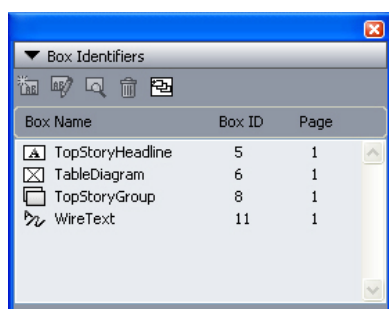 Box Identifiers
Box Name Box ID Page
TopStoryHeadline 5 1
TableDiagram 6 1
TopStoryGroup 8 1
WireText 11 1